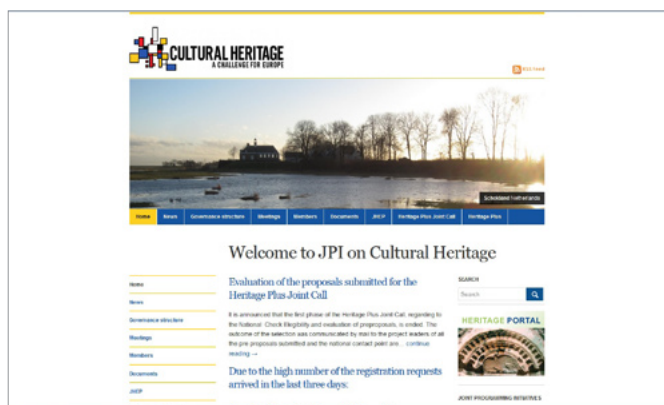 CULTURAL HERITAGE
A CHALLENGE FOR EUROPE
RSS Feed
Schokland Netherlands
Home News Governance structure Meetings Members Documents JHCP Heritage Plus Joint Call Heritage Plus
Welcome to JPI on Cultural Heritage
Home
News
Governance structure
Meetings
Members
Documents
JHCP
Evaluation of the proposals submitted for the
Heritage Plus Joint Call
It is announced that the first phase of the Heritage Plus Joint Call, regarding to
the National Check Illegibility and evaluation of preproposals, is ended. The
outcome of the selection was communicated by mail to the project leaders of all
the pre proposals submitted and the national contact point are... continue
reading →
Due to the high number of the registration requests
arrived in the last three days:
SEARCH
Search
HERITAGE PORTAL
JOINT PROGRAMING INITIATIVES